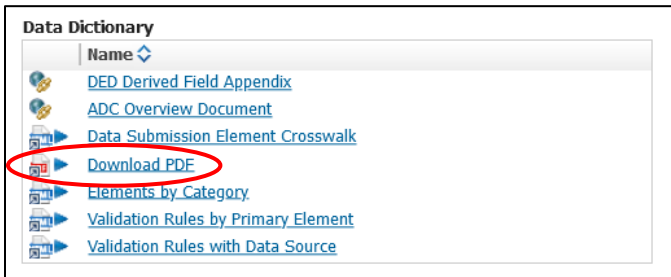 Data Dictionary
Name
DED Derived Field Appendix
ADC Overview Document
Data Submission Element Crosswalk
Download PDF
Elements by Category
Validation Rules by Primary Element
Validation Rules with Data Source